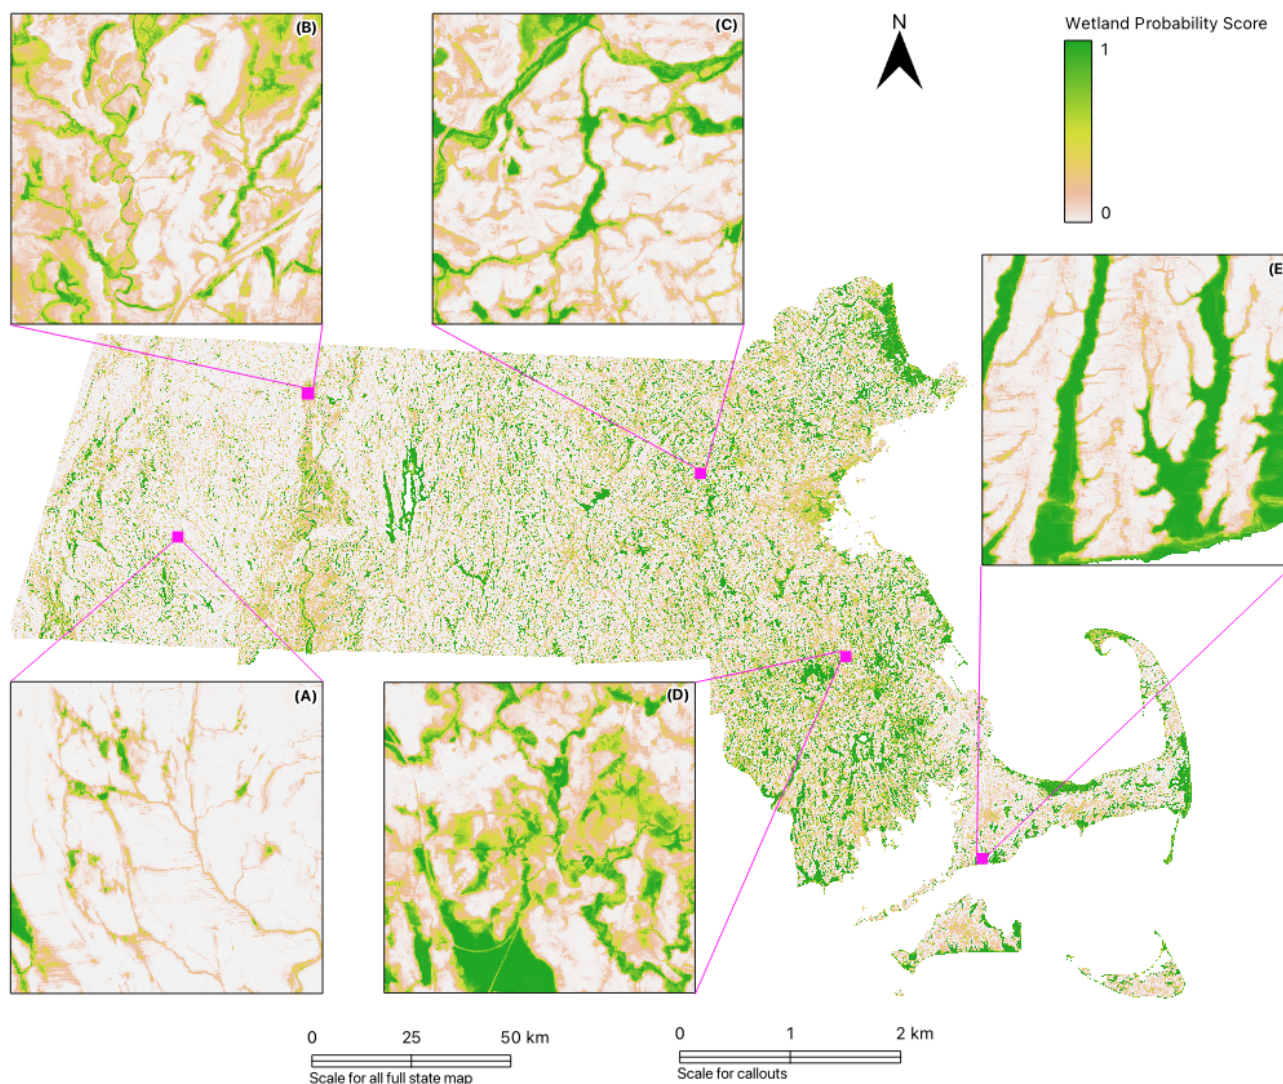 (B)
(C)
N
Wetland Probability Score
1
0
(E
(A)
(D)
0 25 50 km
Scale for all full state map
0 1 2 km
Scale for callouts